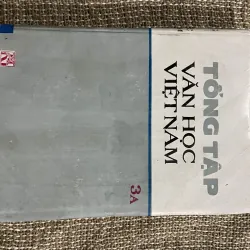 TỔNG TẬP
VĂN HỌC
VIỆT NAM
3A